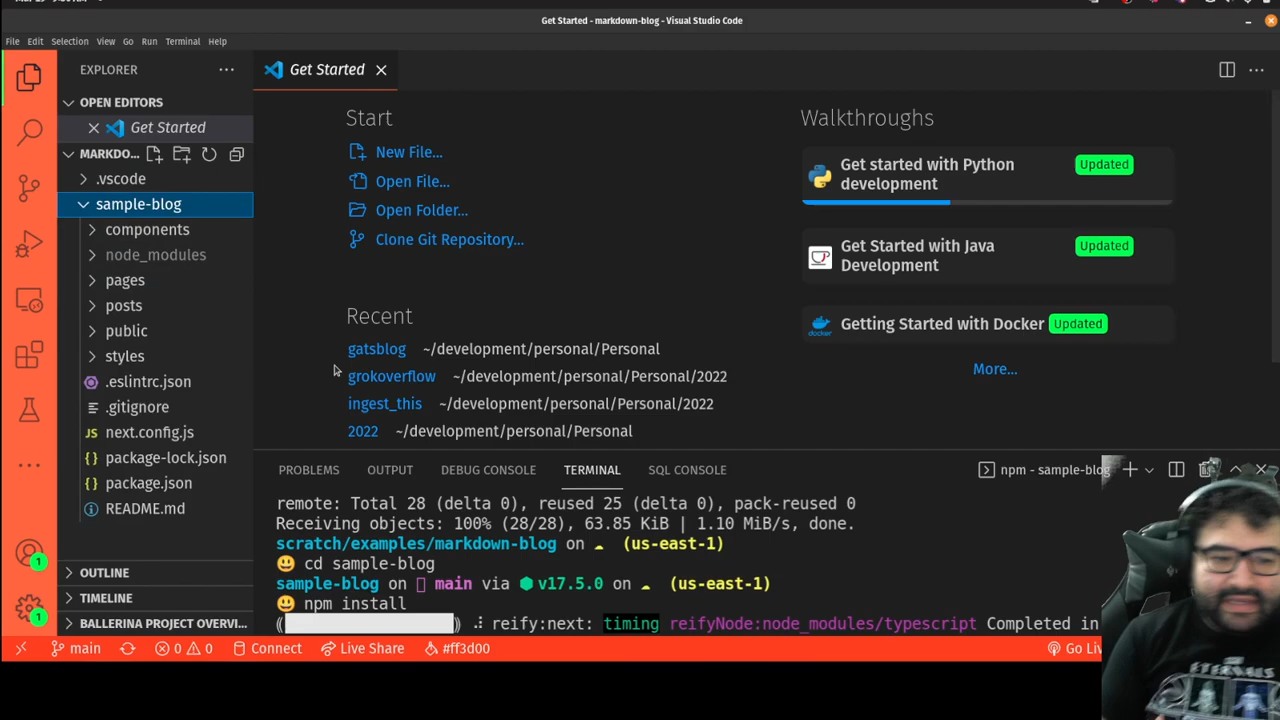 Get Started - markdown-blog - Visual Studio Code
File Edit Selection View Go Run Terminal Help
EXPLORER
Get Started
OPEN EDITORS
Get Started
MARKDO...
.vscode
sample-blog
components
node_modules
pages
posts
public
styles
.eslintrc.json
.gitignore
next.config.js
package-lock.json
package.json
README.md
OUTLINE
TIMELINE
BALLERINA PROJECT OVERVI...
1
1
Start
New File...
Open File...
Open Folder...
Clone Git Repository...
Recent
gatsblog ~/development/personal/Personal
grokoverflow ~/development/personal/Personal/2022
ingest_this ~/development/personal/Personal/2022
2022 ~/development/personal/Personal
Walkthroughs
Get started with Python development Updated
Get Started with Java Development Updated
Getting Started with Docker Updated
More...
PROBLEMS OUTPUT DEBUG CONSOLE TERMINAL SQL CONSOLE
npm - sample-blog
remote: Total 28 (delta 0), reused 25 (delta 0), pack-reused 0
Receiving objects: 100% (28/28), 63.85 KiB | 1.10 MiB/s, done.
scratch/examples/markdown-blog on ☁ (us-east-1)
😃 cd sample-blog
sample-blog on main via ⬢ v17.5.0 on ☁ (us-east-1)
😃 npm install
reify:next: timing reifyNode:node_modules/typescript Completed in
main 0 0 Connect Live Share #ff3d00 Go Liv
ETERNALS